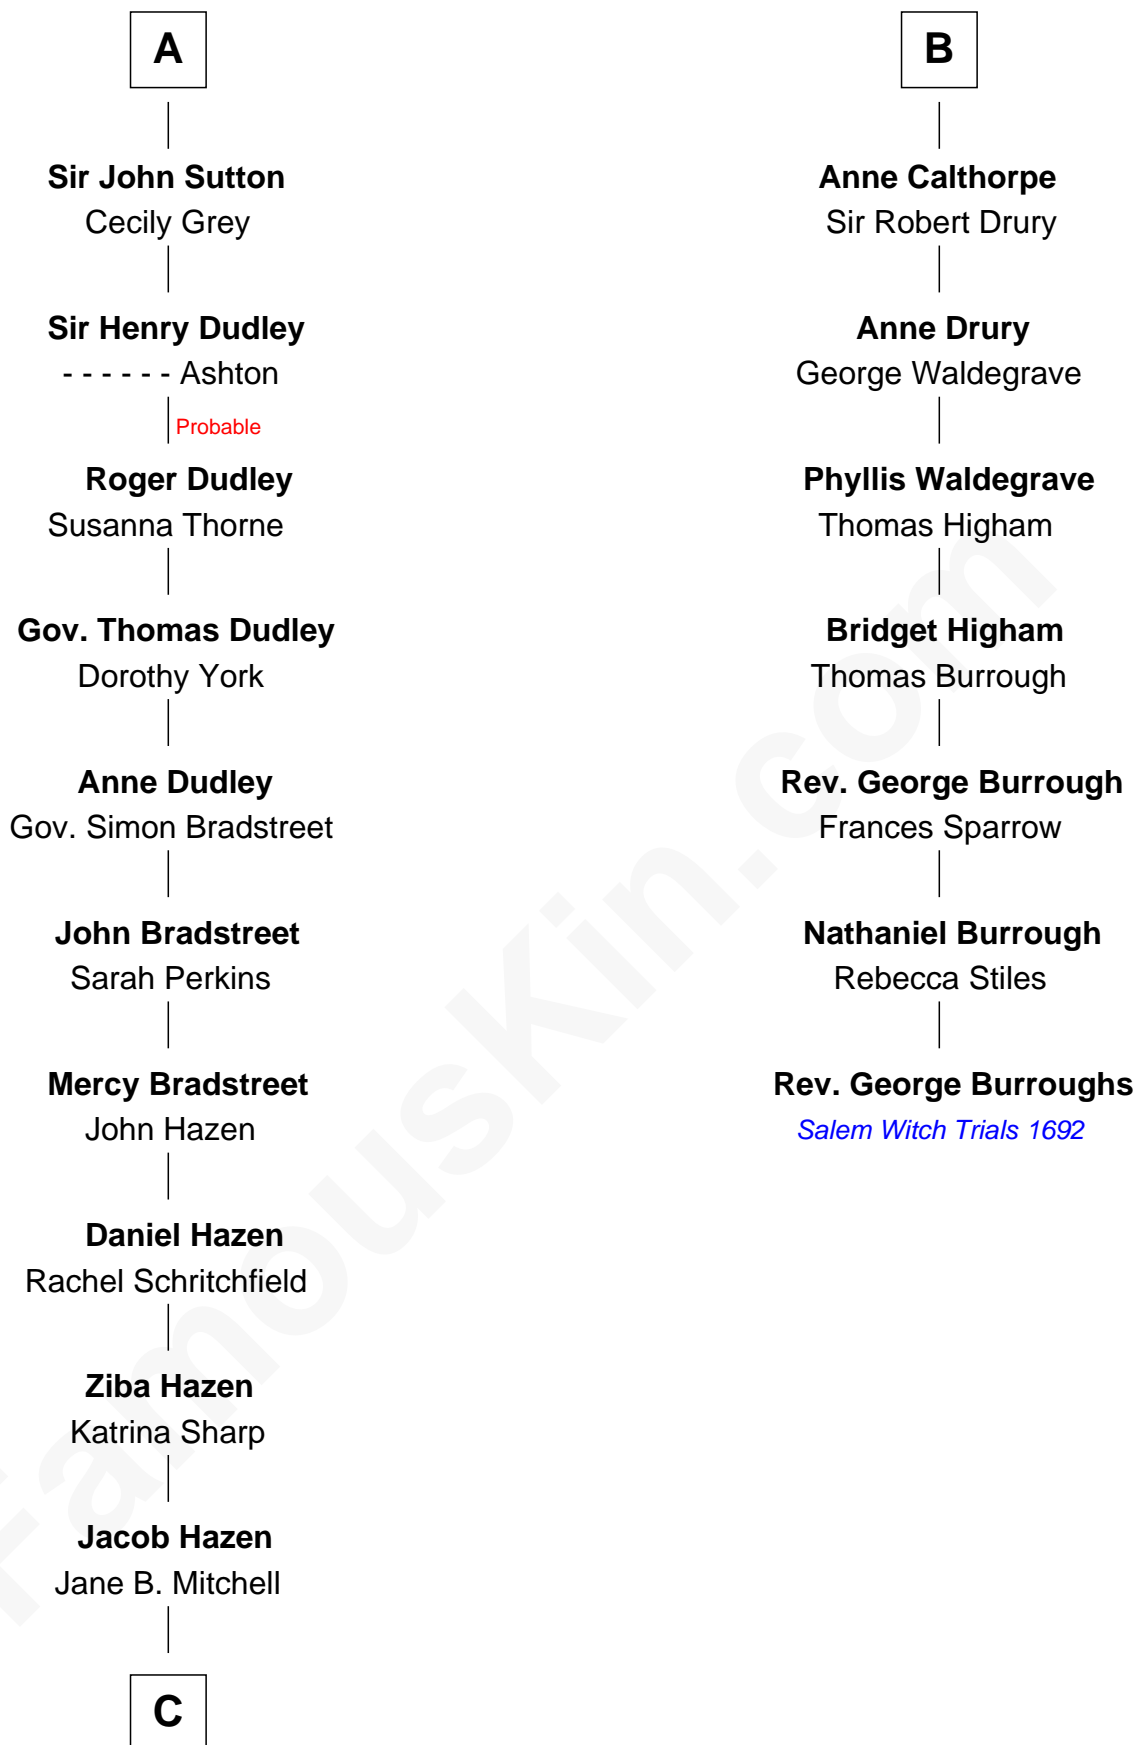 A
Sir John Sutton
Cecily Grey
Sir Henry Dudley
- - - - - - Ashton
Probable
Roger Dudley
Susanna Thorne
Gov. Thomas Dudley
Dorothy York
Anne Dudley
Gov. Simon Bradstreet
John Bradstreet
Sarah Perkins
Mercy Bradstreet
John Hazen
Daniel Hazen
Rachel Schritchfield
Ziba Hazen
Katrina Sharp
Jacob Hazen
Jane B. Mitchell
C
B
Anne Calthorpe
Sir Robert Drury
Anne Drury
George Waldegrave
Phyllis Waldegrave
Thomas Higham
Bridget Higham
Thomas Burrough
Rev. George Burrough
Frances Sparrow
Nathaniel Burrough
Rebecca Stiles
Rev. George Burroughs
Salem Witch Trials 1692
FamousKin.com